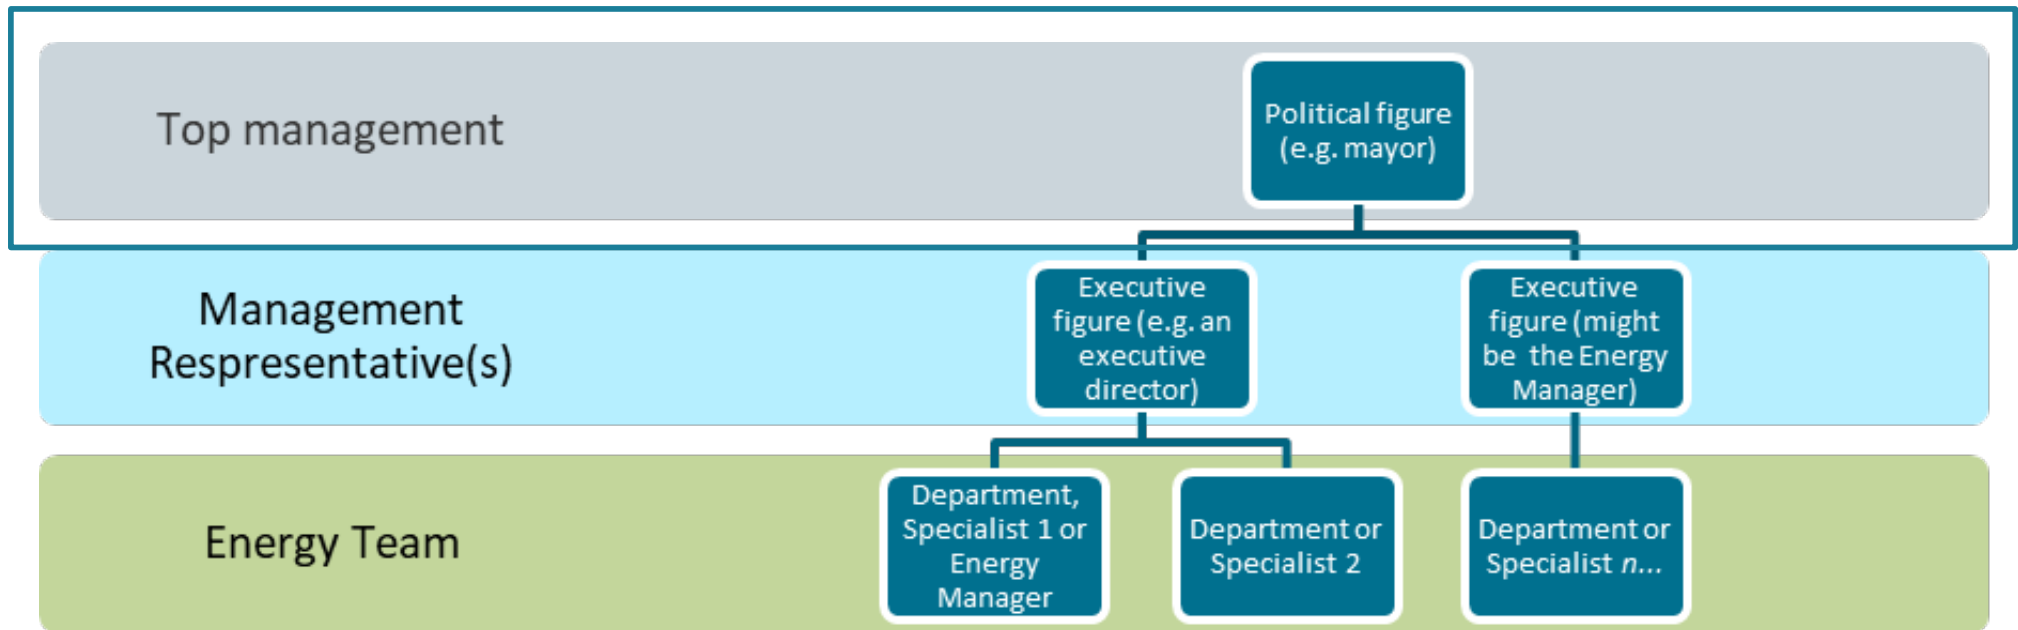 Top management
Political figure
(e.g. mayor)
Management
Respresentative(s)
Executive
figure (e.g. an
executive
director)
Executive
figure (might
be the Energy
Manager)
Energy Team
Department,
Specialist 1 or
Energy
Manager
Department or
Specialist 2
Department or
Specialist n...